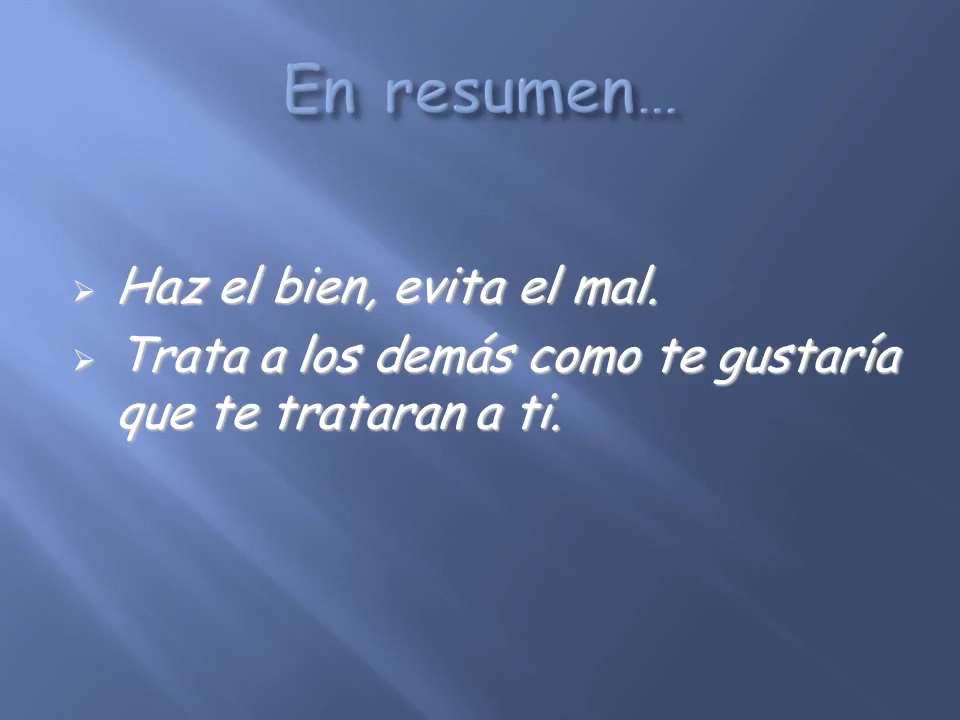 En resumen...
Haz el bien, evita el mal.
Trata a los demás como te gustaría
que te trataran a ti.